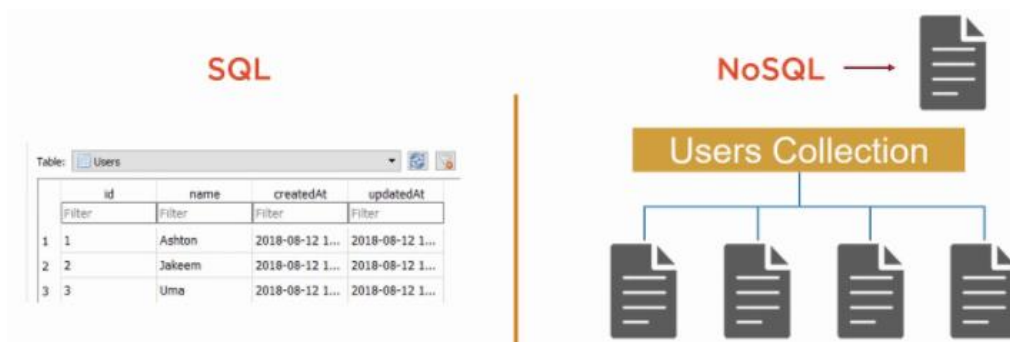 SQL
NoSQL
Users Collection
Table: Users
id name createdAt updatedAt
Filter Filter Filter Filter
1 1 Ashton 2018-08-12 1... 2018-08-12 1...
2 2 Jakeem 2018-08-12 1... 2018-08-12 1...
3 3 Uma 2018-08-12 1... 2018-08-12 1...